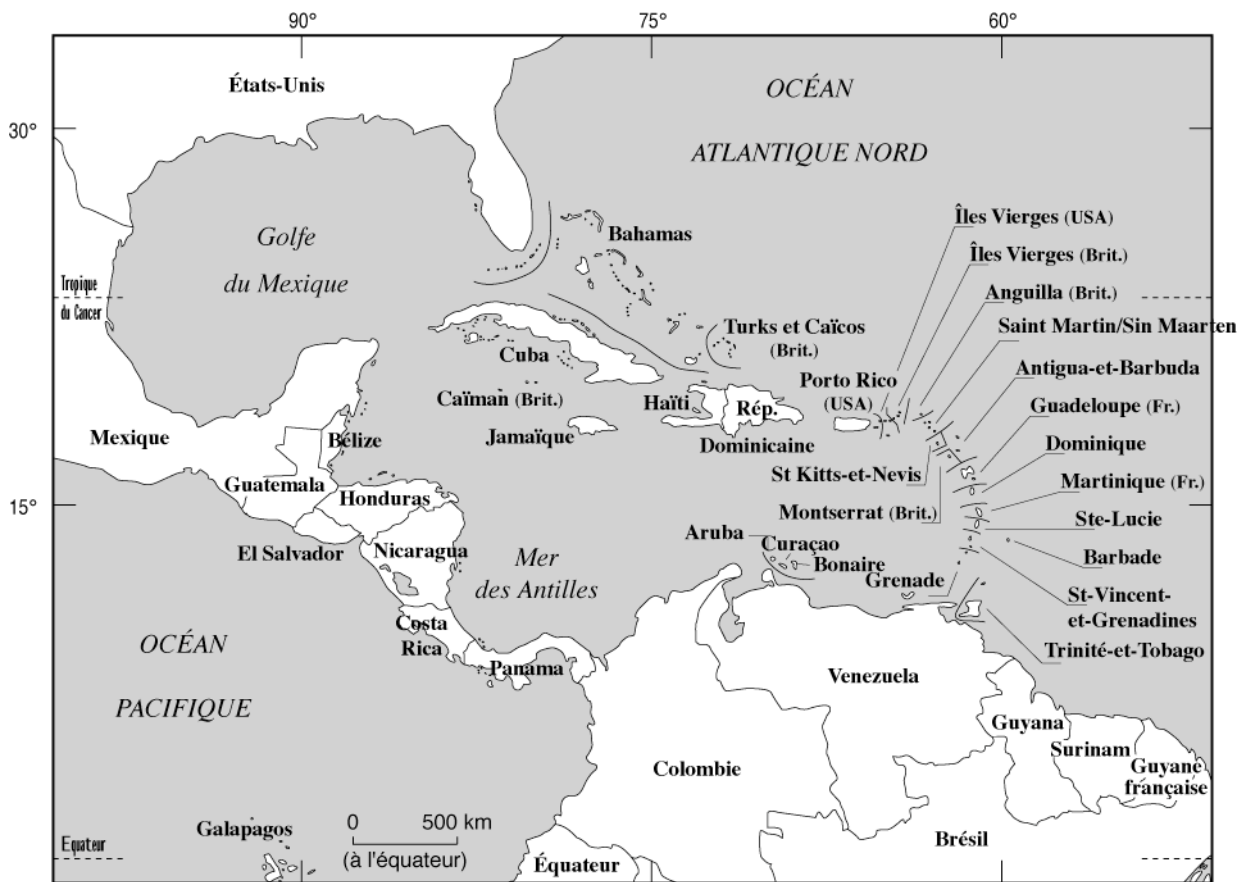 90°
75°
60°
30°
États-Unis
OCÉAN
ATLANTIQUE NORD
Golfe
du Mexique
Bahamas
Îles Vierges (USA)
Îles Vierges (Brit.)
Anguilla (Brit.)
Saint Martin/Sin Maarten
Antigua-et-Barbuda
Guadeloupe (Fr.)
Dominique
Martinique (Fr.)
Ste-Lucie
Barbade
St-Vincent-
et-Grenadines
Trinité-et-Tobago
Tropique
du Cancer
Turks et Caïcos
(Brit.)
Cuba
Caïman (Brit.)
Jamaïque
Haïti
Rép.
Dominicaine
Porto Rico
(USA)
St Kitts-et-Nevis
Montserrat (Brit.)
Mexique
Bélize
Guatemala
Honduras
15°
El Salvador
Nicaragua
Mer
des Antilles
Aruba
Curaçao
Bonaire
Grenade
Costa
Rica
Panama
OCÉAN
PACIFIQUE
Venezuela
Guyana
Surinam
Guyane
française
Colombie
Brésil
Galapagos
0 500 km
(à l'équateur)
Equateur
Équateur